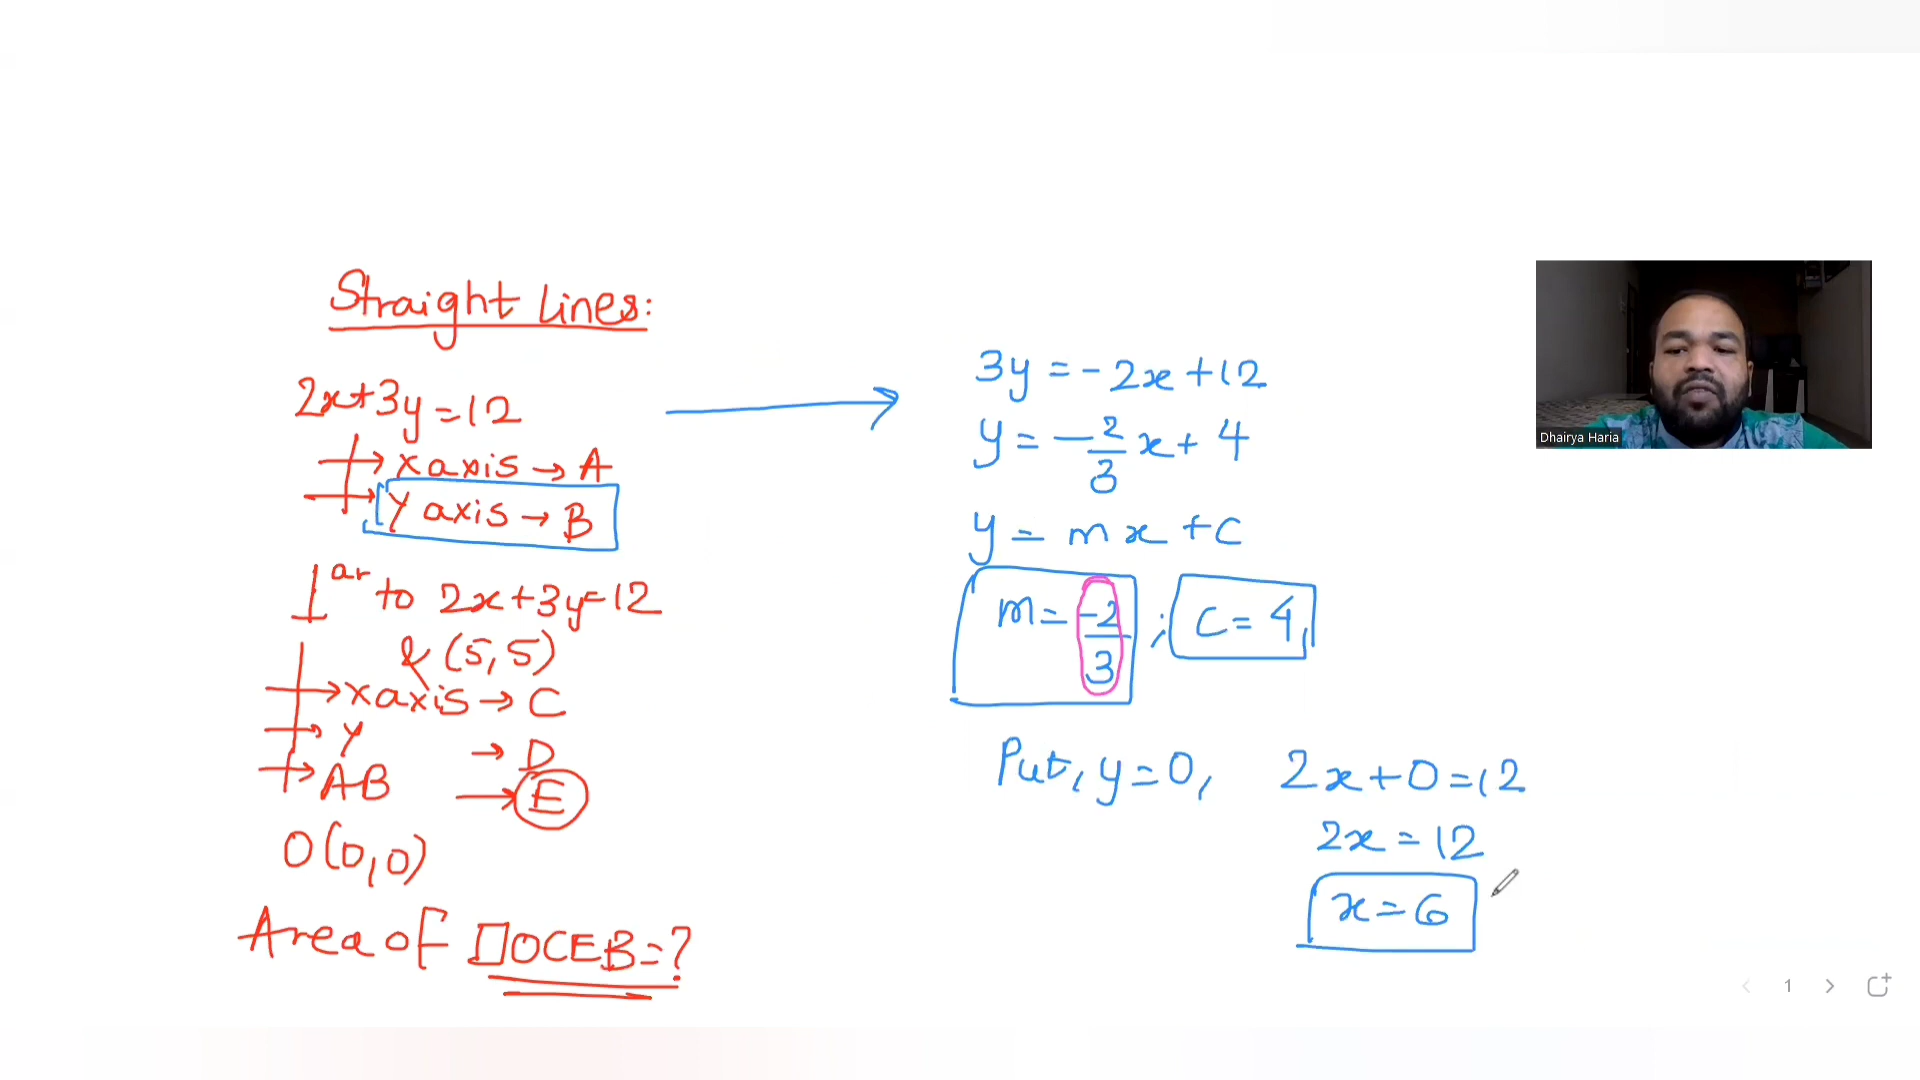 Straight Lines:
2x+3y=12
x axis → A
y axis → B
⊥ar to 2x+3y=12
& (5,5)
x axis → C
y → D
AB → E
O(0,0)
Area of □OCEB=?
3y=-2x+12
y=-2/3 x+4
y=mx+C
m=-2/3 ; C=4,
Put, y=0, 2x+0=12
2x=12
x=6
Dhairya Haria
1